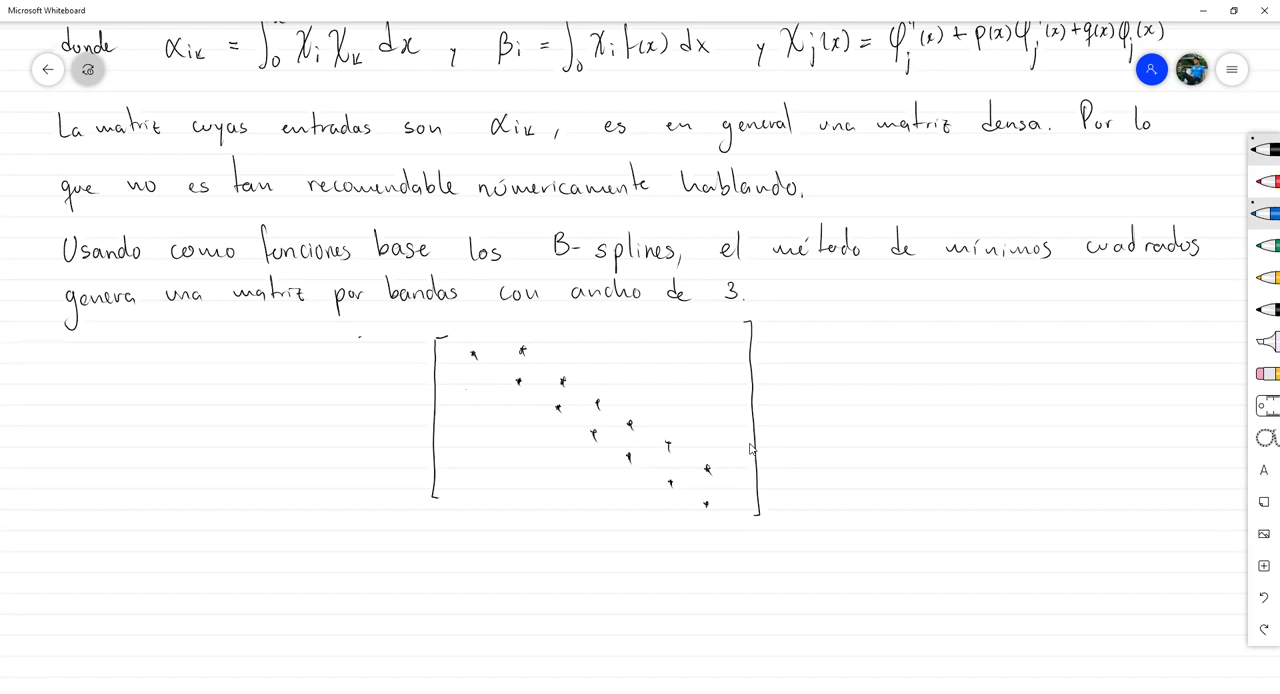 Microsoft Whiteboard
donde αik = ∫0 χi χk dx y βi = ∫0 χi f(x) dx y χj(x) = φj''(x) + p(x)φj'(x) + q(x)φj(x)
La matriz cuyas entradas son αik, es en general una matriz densa. Por lo
que no es tan recomendable númericamente hablando.
Usando como funciones base los B-splines, el método de mínimos cuadrados
genera una matriz por bandas con ancho de 3.